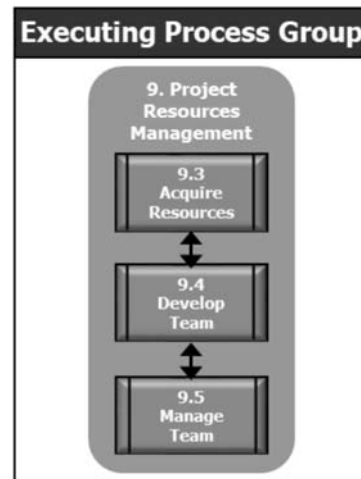 Executing Process Group
9. Project
Resources
Management
9.3
Acquire
Resources
9.4
Develop
Team
9.5
Manage
Team